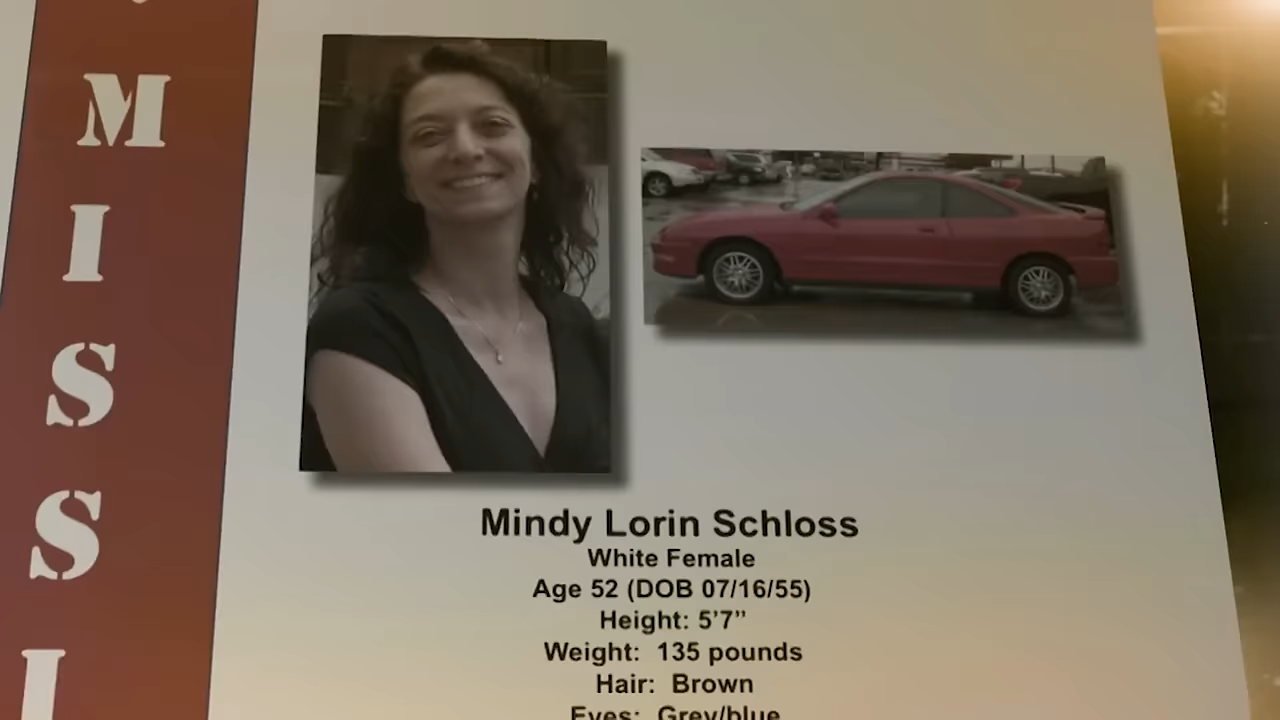 MISSI
Mindy Lorin Schloss
White Female
Age 52 (DOB 07/16/55)
Height: 5’7”
Weight:  135 pounds
Hair:  Brown
Eyes:  Grey/blue